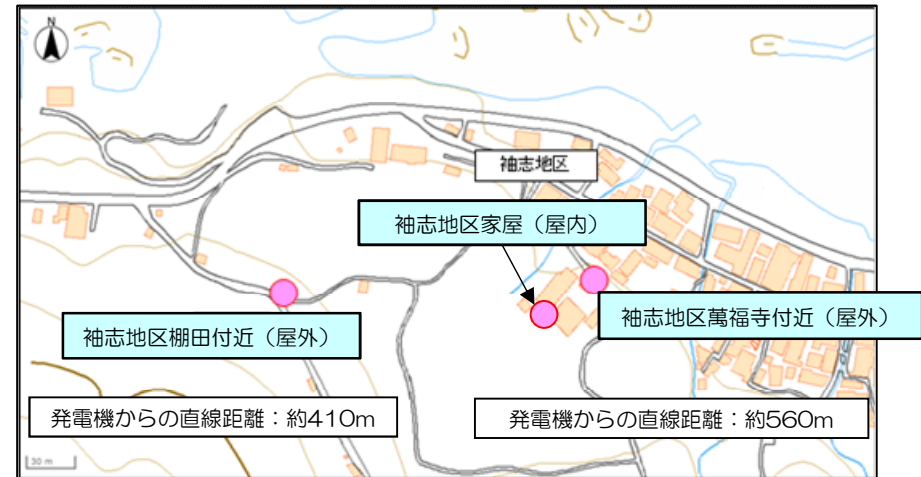 N
袖志地区
袖志地区家屋（屋内）
袖志地区萬福寺付近（屋外）
袖志地区棚田付近（屋外）
発電機からの直線距離：約410m
発電機からの直線距離：約560m
30 m